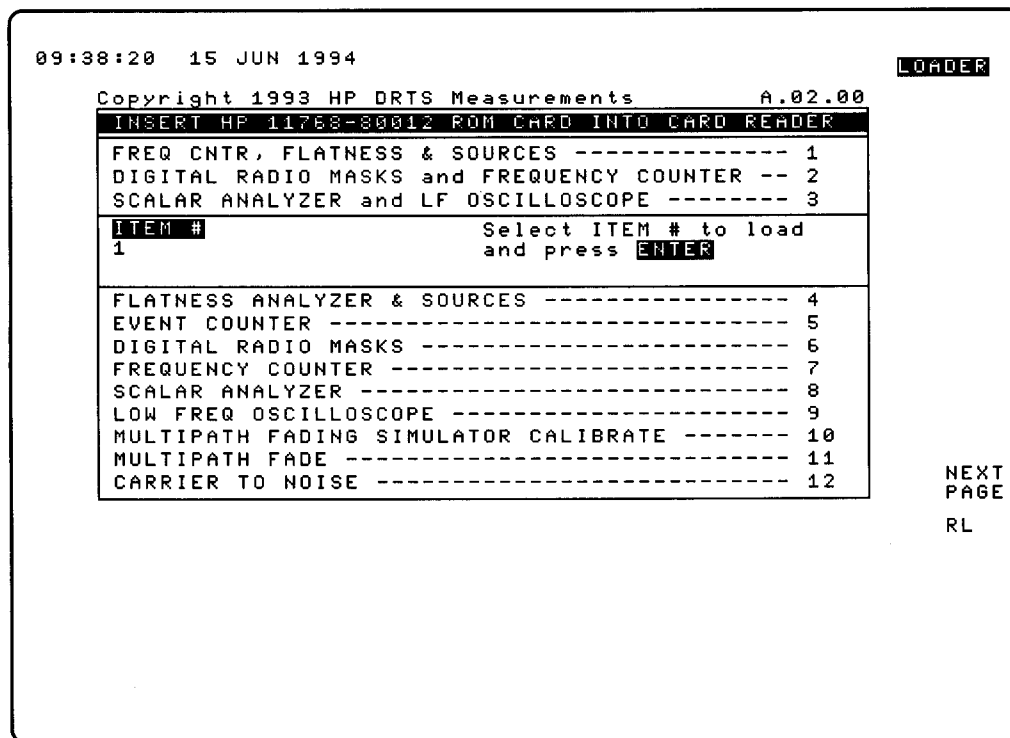 09:38:20 15 JUN 1994
LOADER
Copyright 1993 HP DRTS Measurements A.02.00
INSERT HP 11768-80012 ROM CARD INTO CARD READER
FREQ CNTR, FLATNESS & SOURCES -------------- 1
DIGITAL RADIO MASKS and FREQUENCY COUNTER -- 2
SCALAR ANALYZER and LF OSCILLOSCOPE -------- 3
ITEM # Select ITEM # to load
1 and press ENTER
FLATNESS ANALYZER & SOURCES ---------------- 4
EVENT COUNTER ------------------------------ 5
DIGITAL RADIO MASKS ------------------------ 6
FREQUENCY COUNTER -------------------------- 7
SCALAR ANALYZER ---------------------------- 8
LOW FREQ OSCILLOSCOPE ---------------------- 9
MULTIPATH FADING SIMULATOR CALIBRATE ------- 10
MULTIPATH FADE ----------------------------- 11
CARRIER TO NOISE --------------------------- 12
NEXT
PAGE
RL